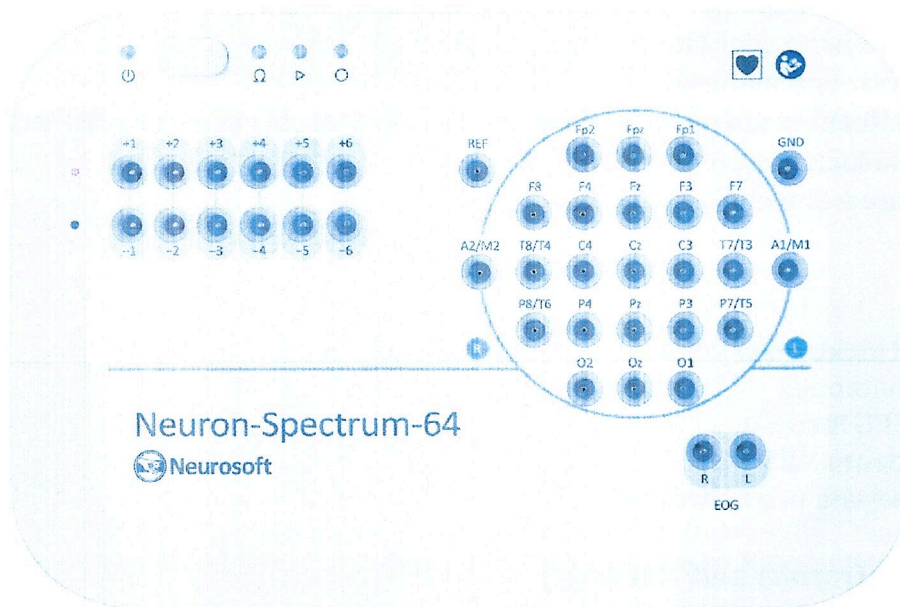 +1 +2 +3 +4 +5 +6
−1 −2 −3 −4 −5 −6
REF Fp2 Fpz Fp1 GND
F8 F4 Fz F3 F7
A2/M2 T8/T4 C4 Cz C3 T7/T3 A1/M1
P8/T6 P4 Pz P3 P7/T5
R L
O2 Oz O1
Neuron-Spectrum-64
Neurosoft
R L
EOG